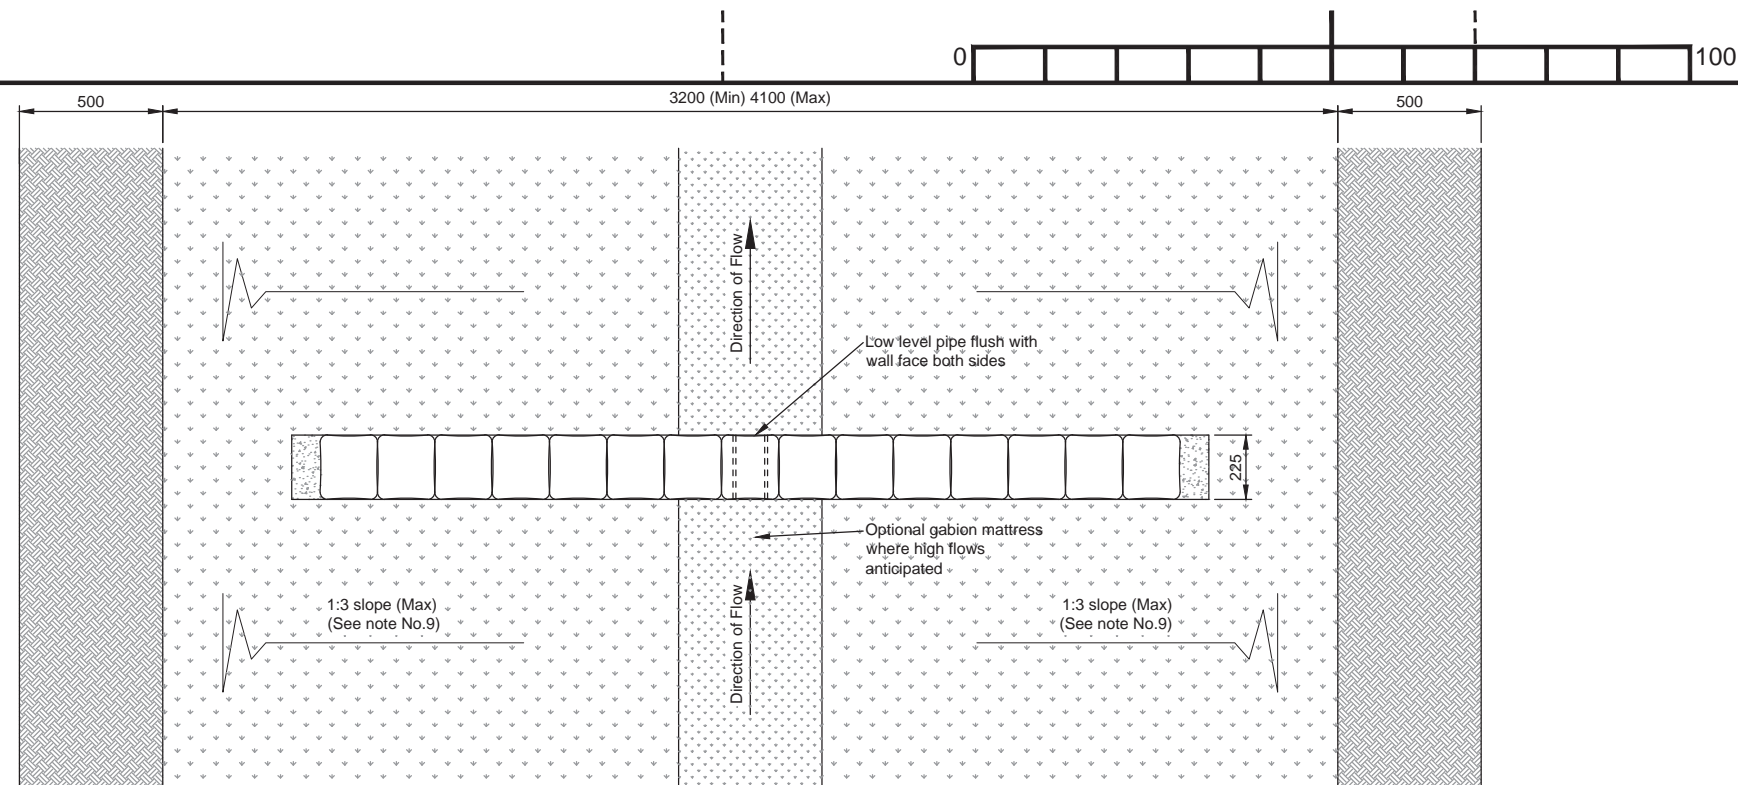 0
100
500
3200 (Min) 4100 (Max)
500
Direction of Flow
Low level pipe flush with
wall face both sides
225
Optional gabion mattress
where high flows
anticipated
1:3 slope (Max)
(See note No.9)
Direction of Flow
1:3 slope (Max)
(See note No.9)